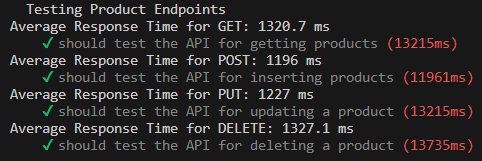 Testing Product Endpoints
Average Response Time for GET: 1320.7 ms
✓ should test the API for getting products (13215ms)
Average Response Time for POST: 1196 ms
✓ should test the API for inserting products (11961ms)
Average Response Time for PUT: 1227 ms
✓ should test the API for updating a product (13215ms)
Average Response Time for DELETE: 1327.1 ms
✓ should test the API for deleting a product (13735ms)